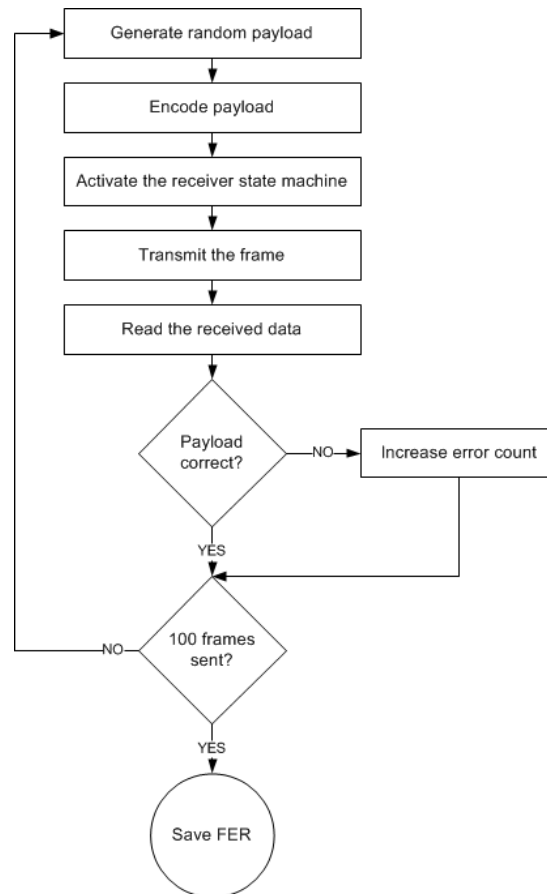 Generate random payload
Encode payload
Activate the receiver state machine
Transmit the frame
Read the received data
Payload
correct?
NO
Increase error count
YES
100 frames
sent?
NO
YES
Save FER